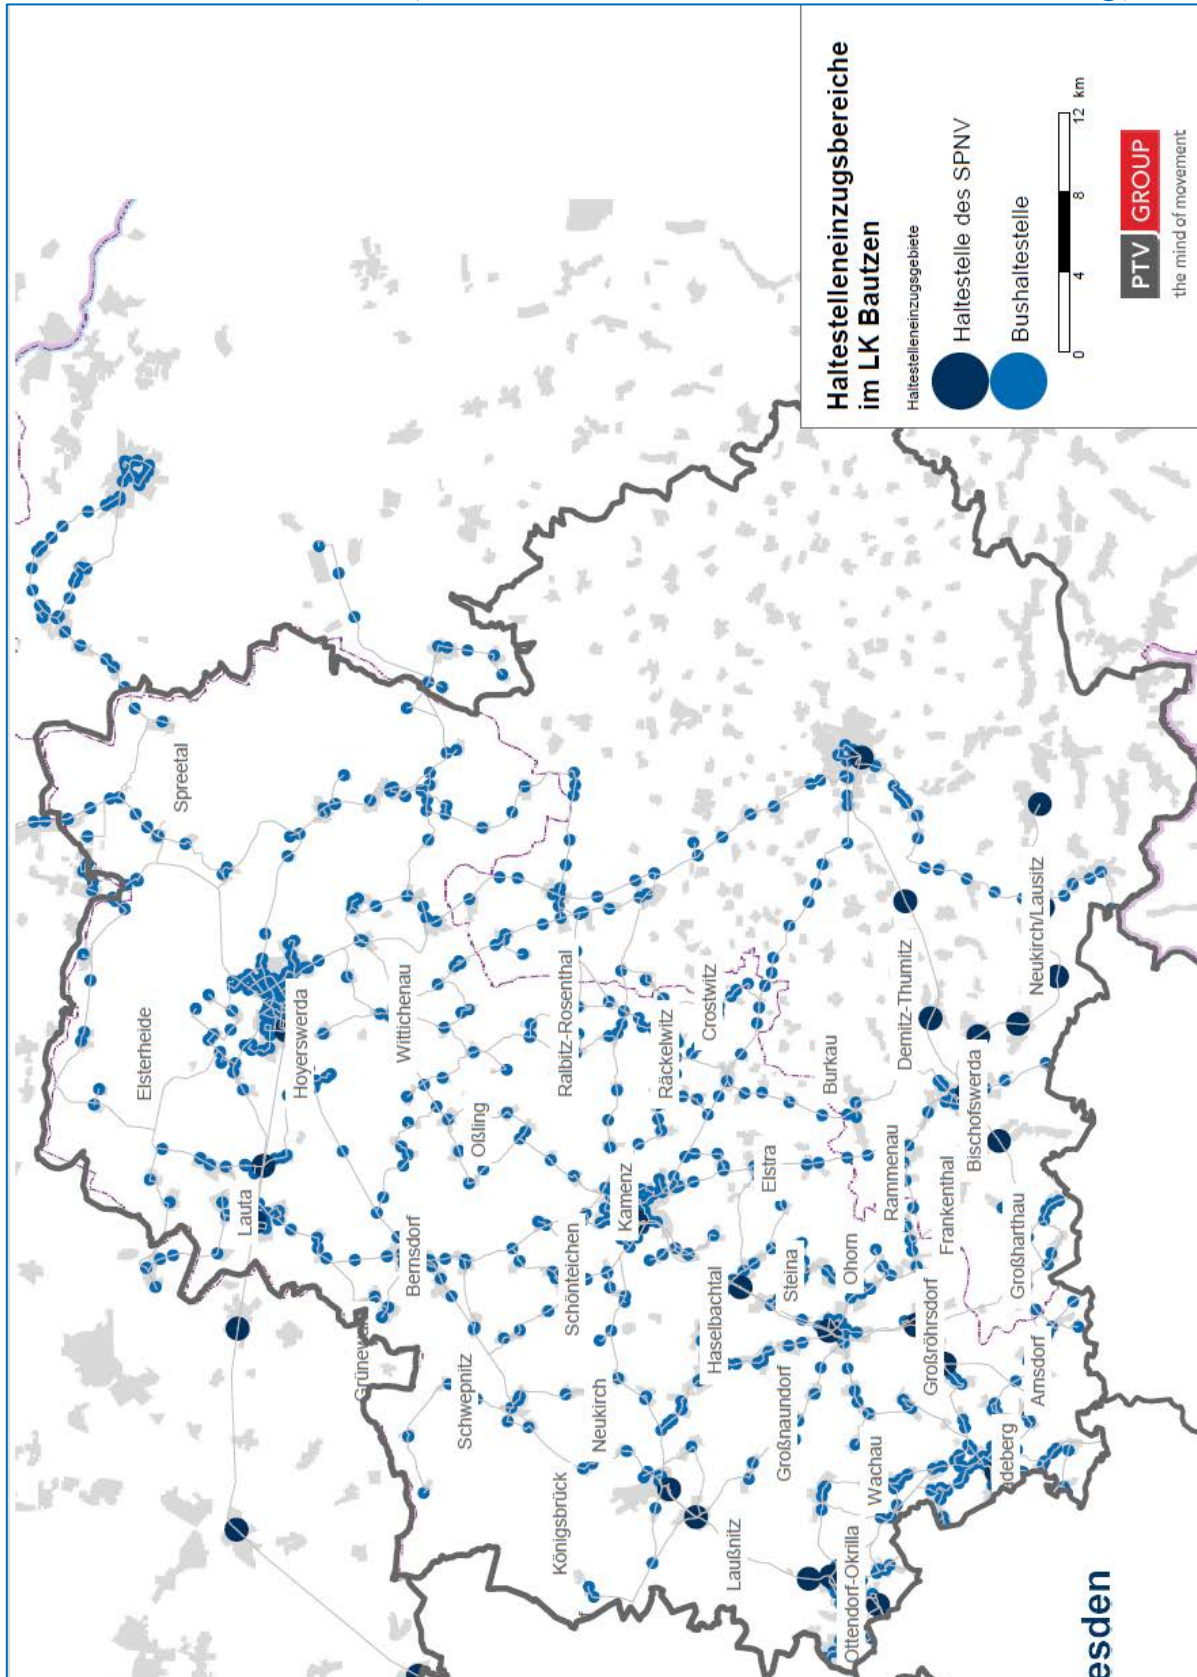 Haltestelleneinzugsbereiche
im LK Bautzen
Haltestelleneinzugsgebiete
Haltestelle des SPNV
Bushaltestelle
0 4 8 12 km
PTV GROUP
the mind of movement
Spreetal
Elsterheide
Hoyerswerda
Lauta
Wittichenau
Neukirch/Lausitz
Bernsdorf
Oßling
Ralbitz-Rosenthal
Räckelwitz
Crostwitz
Burkau
Demitz-Thumitz
Bischofswerda
Schwepnitz
Schönteichen
Kamenz
Elstra
Rammenau
Frankenthal
Großharthau
Königsbrück
Neukirch
Haselbachtal
Steina
Ohorn
Großröhrsdorf
Arnsdorf
Laußnitz
Großnaundorf
Wachau
deberg
Ottendorf-Okrilla
esden